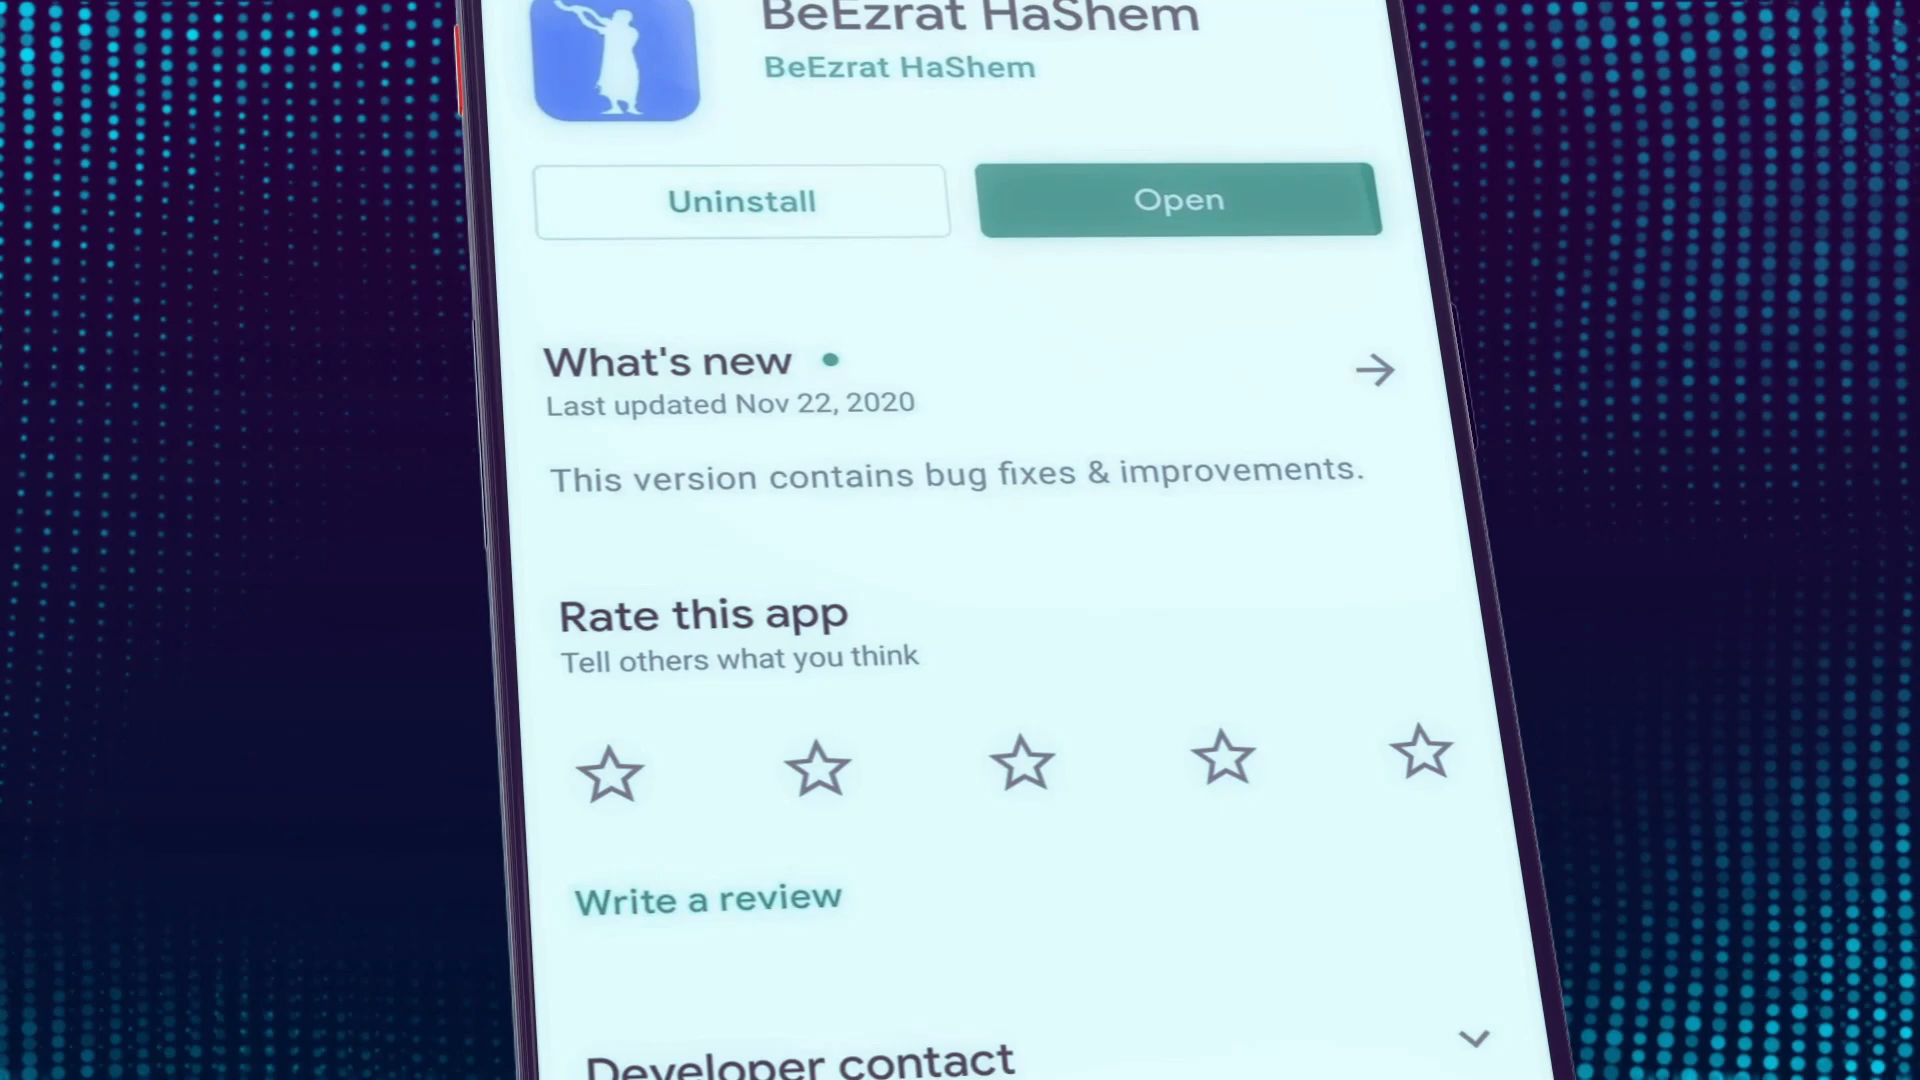 BeEzrat HaShem
BeEzrat HaShem
Uninstall
Open
What's new
Last updated Nov 22, 2020
This version contains bug fixes & improvements.
Rate this app
Tell others what you think
Write a review
Developer contact